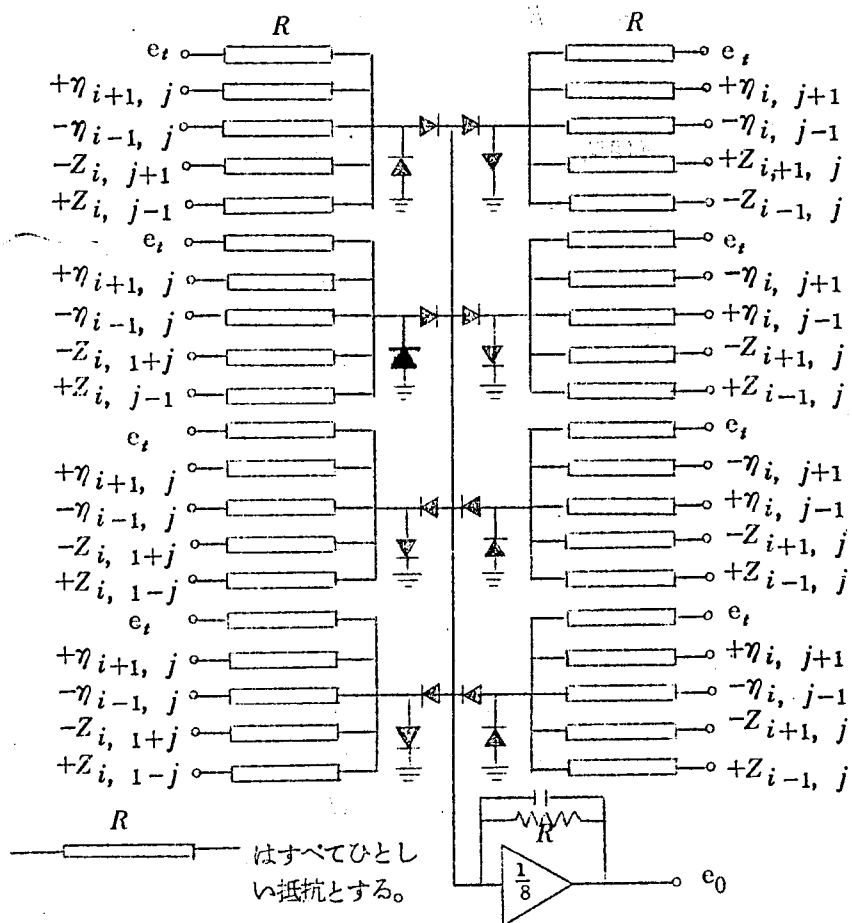 R R
e_t e_t
+η_{i+1, j} +η_{i, j+1}
−η_{i−1, j} −η_{i, j−1}
−Z_{i, j+1} +Z_{i,+1, j}
+Z_{i, j−1} −Z_{i−1, j}
e_t e_t
+η_{i+1, j} −η_{i, j+1}
−η_{i−1, j} +η_{i, j−1}
−Z_{i, 1+j} −Z_{i+1, j}
+Z_{i, j−1} +Z_{i−1, j}
e_t e_t
+η_{i+1, j} −η_{i, j+1}
−η_{i−1, j} +η_{i, j−1}
−Z_{i, 1+j} −Z_{i+1, j}
+Z_{i, 1−j} +Z_{i−1, j}
e_t e_t
+η_{i+1, j} +η_{i, j+1}
−η_{i−1, j} −η_{i, j−1}
−Z_{i, 1+j} −Z_{i+1, j}
+Z_{i, 1−j} +Z_{i−1, j}
R
R はすべてひとし
い抵抗とする。
1/8
e_0